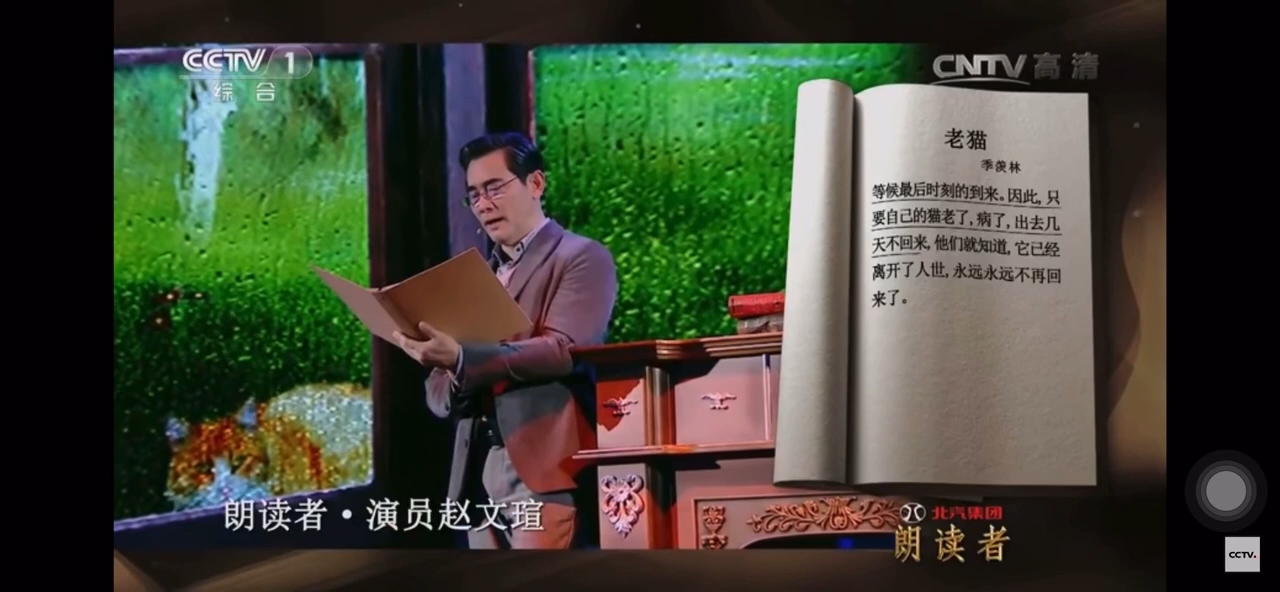 CCTV 1
综合
CNTV高清
老猫
季羡林
等候最后时刻的到来。因此,只
要自己的猫老了,病了,出去几
天不回来,他们就知道,它已经
离开了人世,永远永远不再回
来了。
朗读者·演员赵文瑄
北汽集团
朗读者
CCTV.